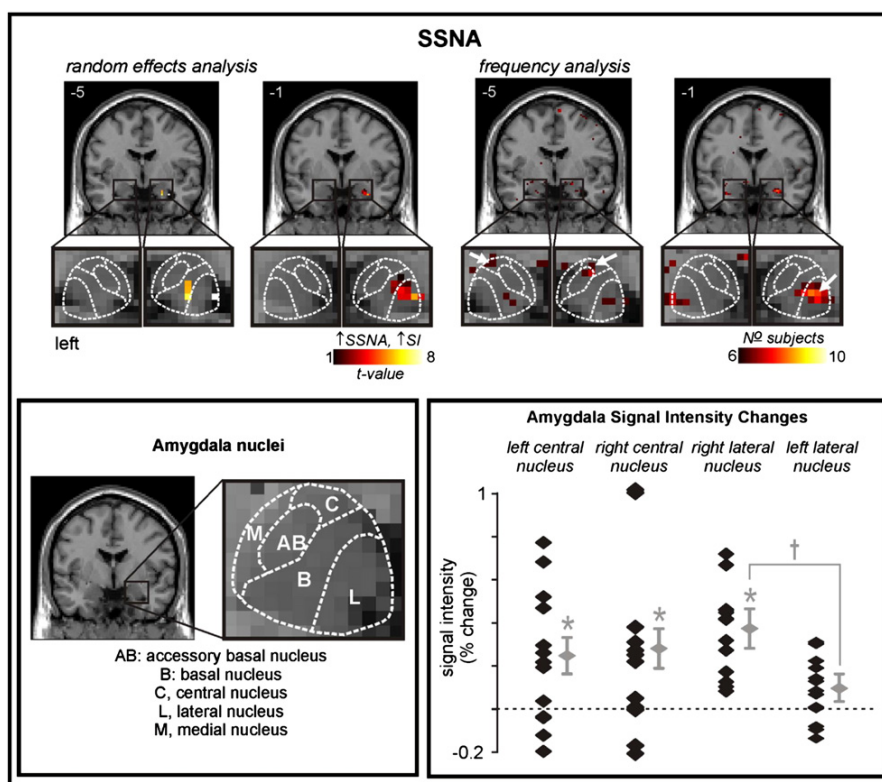 SSNA
random effects analysis
frequency analysis
-5
-1
-5
-1
left
↑SSNA, ↑SI
1 8
t-value
Nº subjects
6 10
Amygdala nuclei
C
M
AB
B
L
AB: accessory basal nucleus
B: basal nucleus
C, central nucleus
L, lateral nucleus
M, medial nucleus
Amygdala Signal Intensity Changes
left central nucleus
right central nucleus
right lateral nucleus
left lateral nucleus
1
†
* * *
signal intensity
(% change)
-0.2